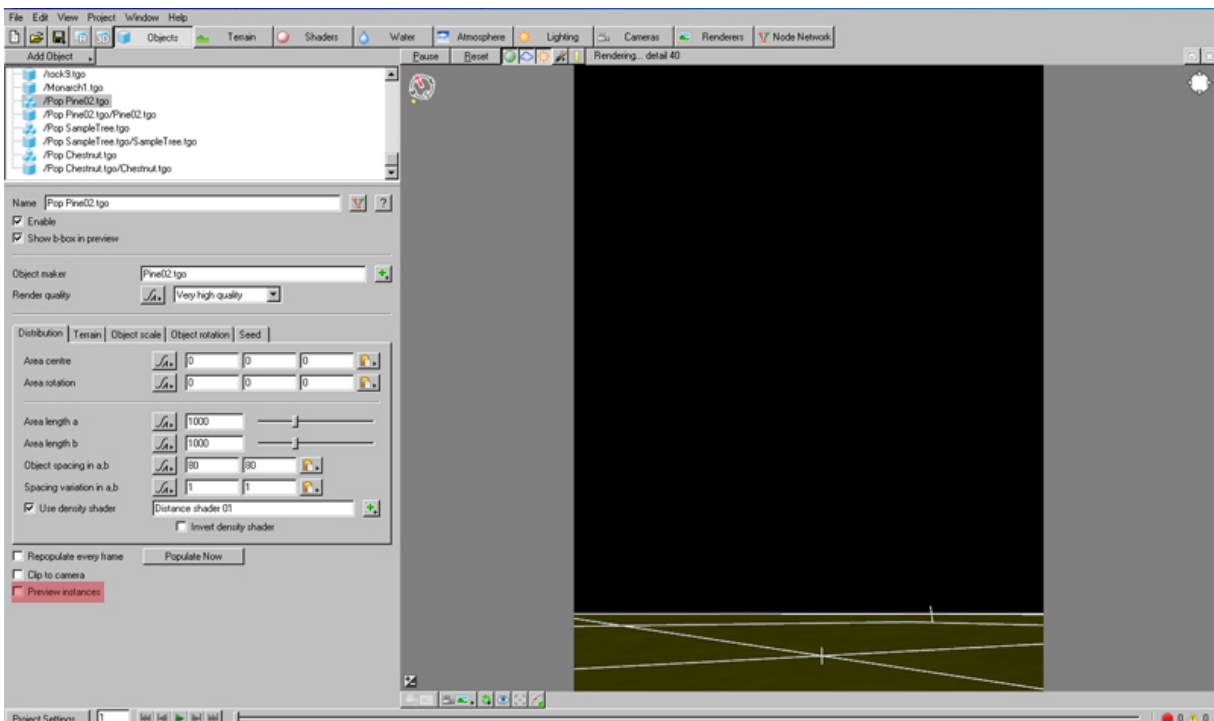 File Edit View Project Window Help
Objects Terrain Shaders Water Atmosphere Lighting Cameras Renderers Node Network
Add Object Pause Reset Rendering... detail 40
/rock9.tgo
/Monarch1.tgo
/Pop Pine02.tgo
/Pop Pine02.tgo/Pine02.tgo
/Pop SampleTree.tgo
/Pop SampleTree.tgo/SampleTree.tgo
/Pop Chestnut.tgo
/Pop Chestnut.tgo/Chestnut.tgo
Name Pop Pine02.tgo ?
Enable
Show b-box in preview
Object maker Pine02.tgo
Render quality Very high quality
Distribution Terrain Object scale Object rotation Seed
Area centre 0 0 0
Area rotation 0 0 0
Area length a 1000
Area length b 1000
Object spacing in a,b 80 80
Spacing variation in a,b 1 1
Use density shader Distance shader 01
Invert density shader
Repopulate every frame Populate Now
Clip to camera
Preview instances
Project Settings 1 0 0